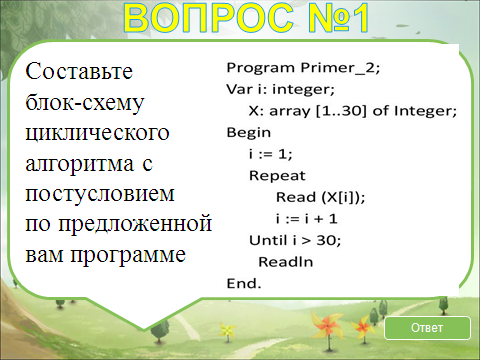 ВОПРОС №1
Составьте
блок-схему
циклического
алгоритма с
постусловием
по предложенной
вам программе
Program Primer_2;
Var i: integer;
X: array [1..30] of Integer;
Begin
i := 1;
Repeat
Read (X[i]);
i := i + 1
Until i > 30;
Readln
End.
Ответ